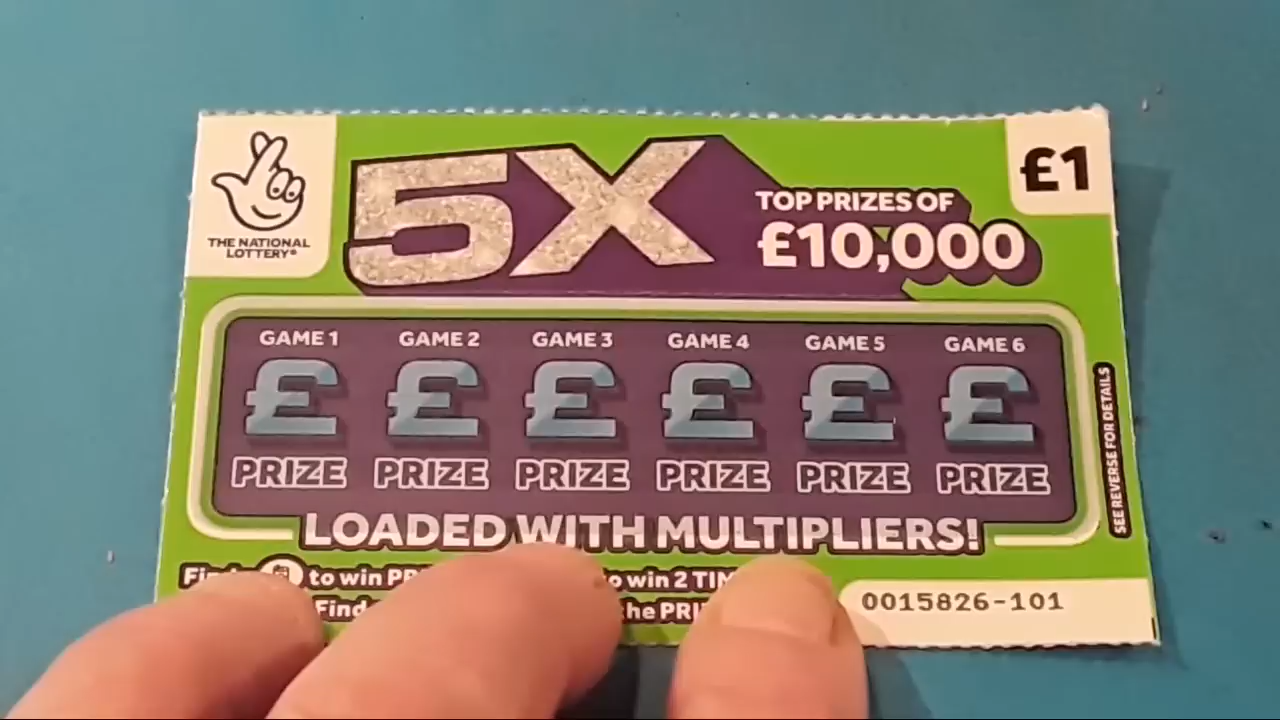 THE NATIONAL
LOTTERY®
5X
TOP PRIZES OF
£10,000
£1
GAME 1 GAME 2 GAME 3 GAME 4 GAME 5 GAME 6
£ £ £ £ £ £
PRIZE PRIZE PRIZE PRIZE PRIZE PRIZE
LOADED WITH MULTIPLIERS!
SEE REVERSE FOR DETAILS
to win win 2
Find the
0015826-101